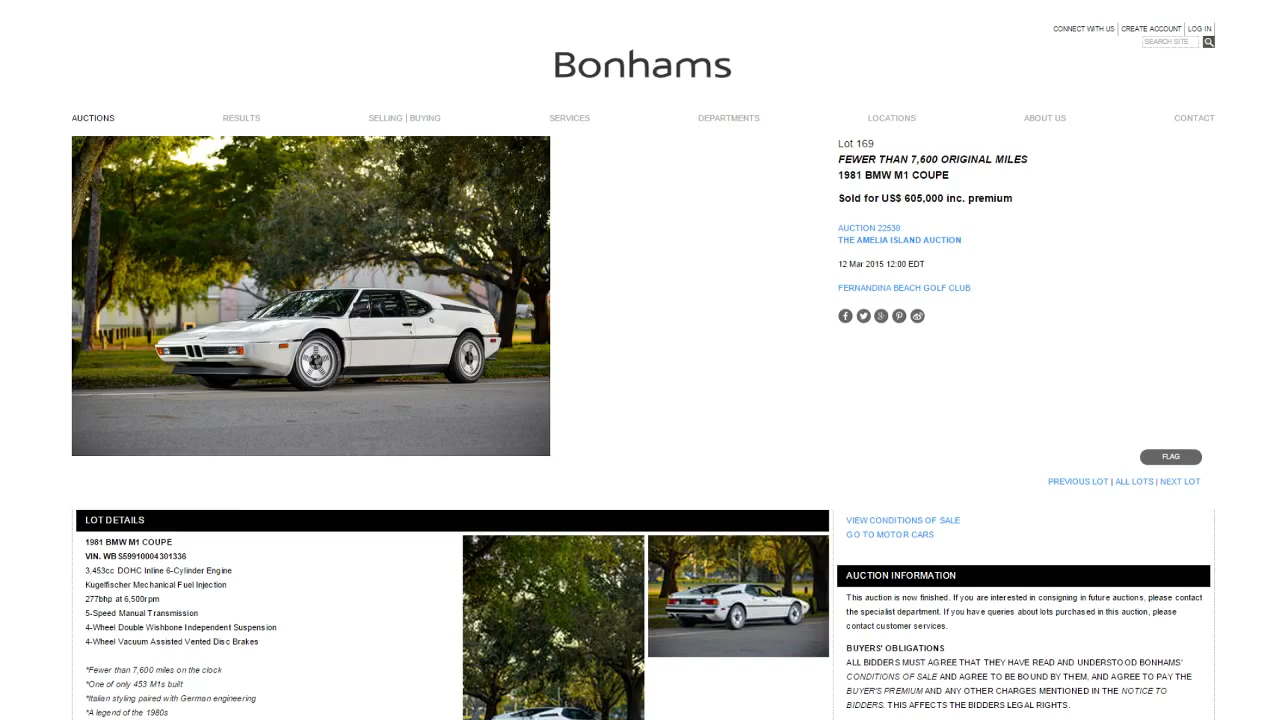 CONNECT WITH US
CREATE ACCOUNT
LOG IN
SEARCH SITE
Bonhams
AUCTIONS
RESULTS
SELLING | BUYING
SERVICES
DEPARTMENTS
LOCATIONS
ABOUT US
CONTACT
Lot 169
FEWER THAN 7,600 ORIGINAL MILES
1981 BMW M1 COUPE
Sold for US$ 605,000 inc. premium
AUCTION 22530:
THE AMELIA ISLAND AUCTION
12 Mar 2015 12:00 EDT
FERNANDINA BEACH GOLF CLUB
FLAG
PREVIOUS LOT | ALL LOTS | NEXT LOT
LOT DETAILS
1981 BMW M1 COUPE
VIN. WBS59910004301336
3,453cc DOHC Inline 6-Cylinder Engine
Kugelfischer Mechanical Fuel Injection
277bhp at 6,500rpm
5-Speed Manual Transmission
4-Wheel Double Wishbone Independent Suspension
4-Wheel Vacuum Assisted Vented Disc Brakes
*Fewer than 7,600 miles on the clock
*One of only 453 M1s built
*Italian styling paired with German engineering
*A legend of the 1980s
VIEW CONDITIONS OF SALE
GO TO MOTOR CARS
AUCTION INFORMATION
This auction is now finished. If you are interested in consigning in future auctions, please contact
the specialist department. If you have queries about lots purchased in this auction, please
contact customer services.
BUYERS' OBLIGATIONS
ALL BIDDERS MUST AGREE THAT THEY HAVE READ AND UNDERSTOOD BONHAMS'
CONDITIONS OF SALE AND AGREE TO BE BOUND BY THEM, AND AGREE TO PAY THE
BUYER'S PREMIUM AND ANY OTHER CHARGES MENTIONED IN THE NOTICE TO
BIDDERS. THIS AFFECTS THE BIDDERS LEGAL RIGHTS.